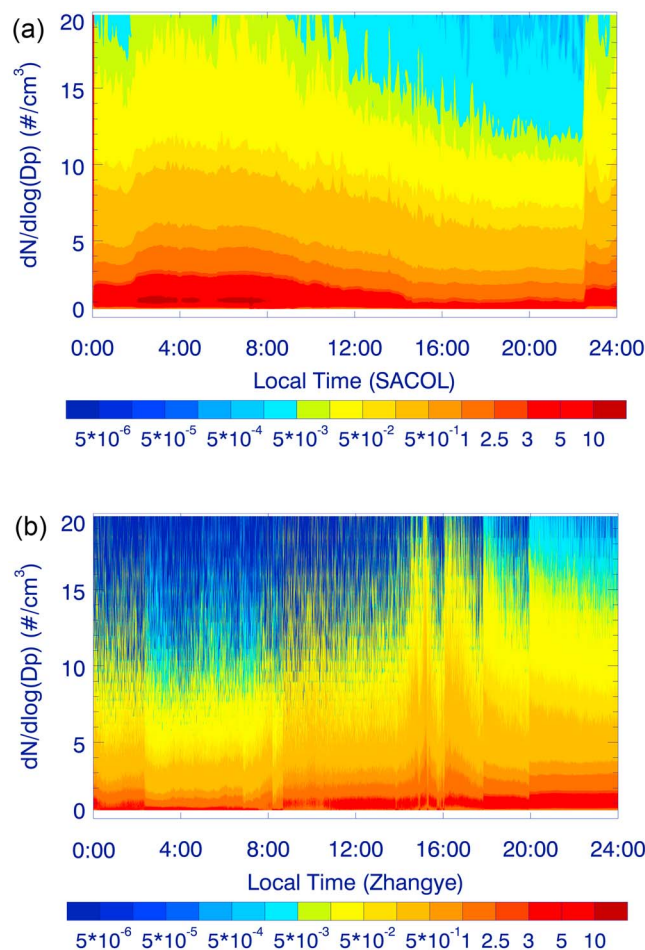 (a)
20
15
10
5
0
dN/dlog(Dp) (#/cm³)
0:00 4:00 8:00 12:00 16:00 20:00 24:00
Local Time (SACOL)
5*10⁻⁶ 5*10⁻⁵ 5*10⁻⁴ 5*10⁻³ 5*10⁻² 5*10⁻¹ 1 2.5 3 5 10
(b)
20
15
10
5
0
dN/dlog(Dp) (#/cm³)
0:00 4:00 8:00 12:00 16:00 20:00 24:00
Local Time (Zhangye)
5*10⁻⁶ 5*10⁻⁵ 5*10⁻⁴ 5*10⁻³ 5*10⁻² 5*10⁻¹ 1 2.5 3 5 10